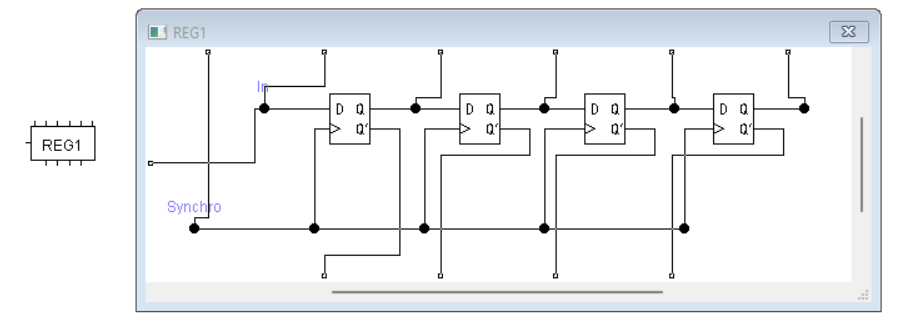 REG1
In
D Q D Q D Q D Q
Q' Q' Q' Q'
REG1
Synchro